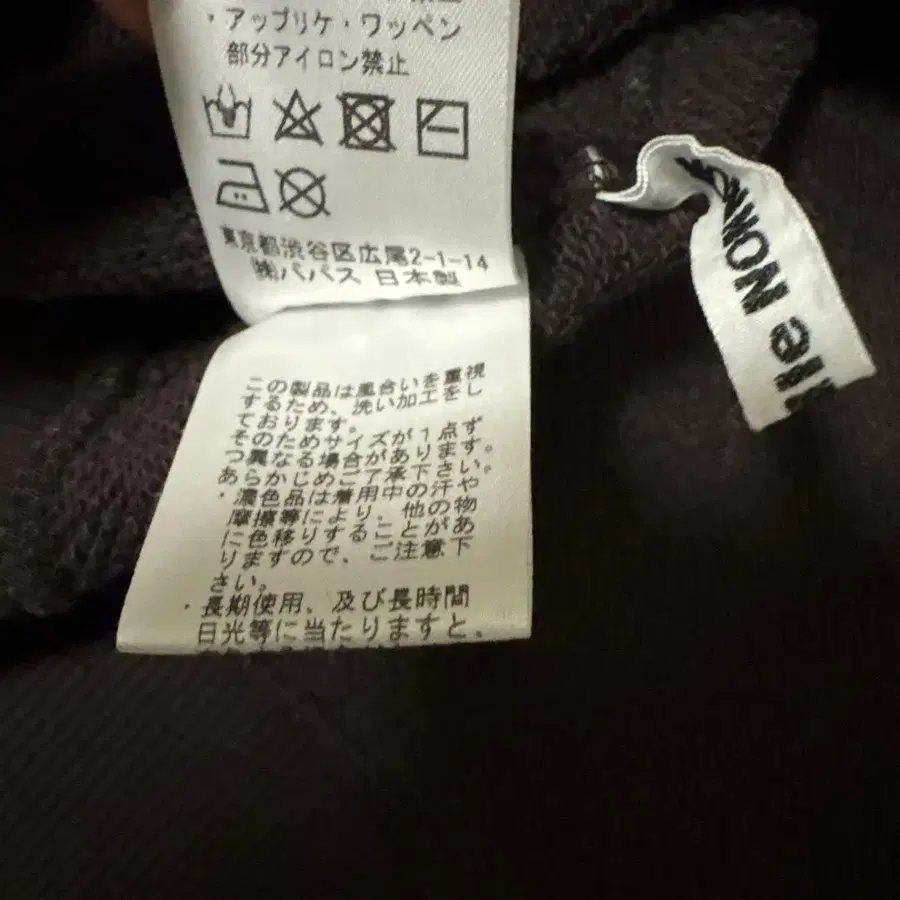 ・アップリケ・ワッペン
部分アイロン禁止
東京都渋谷区広尾2-1-14
㈱パパス 日本製
この製品は風合いを重視
するため、洗い加工をし
ております。
そのためサイズが1点ず
つ異なる場合があります。
あらかじめご了承下さい。
・濃色品は着用中の汗や
摩擦等により、他の物
に色移りすることがあ
りますので、ご注意下
さい。
・長期使用、及び長時間
日光等に当たりますと、